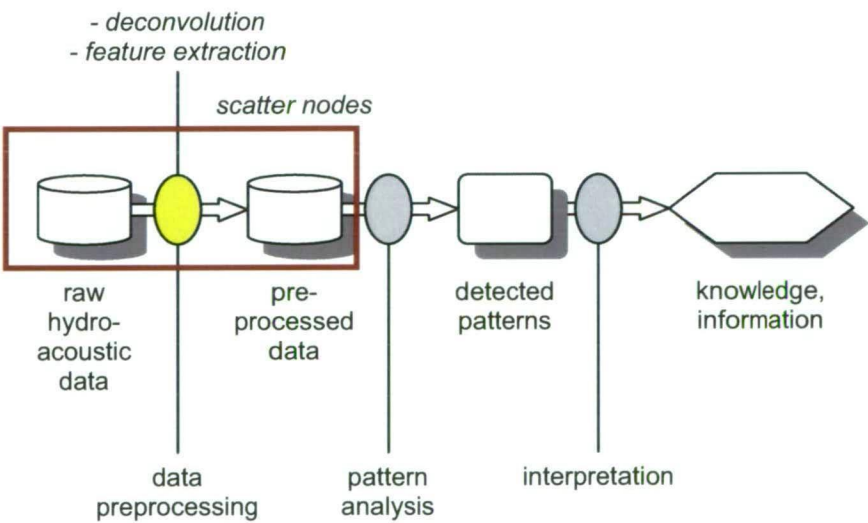 - deconvolution
- feature extraction
scatter nodes
raw
hydro-
acoustic
data
pre-
processed
data
detected
patterns
knowledge,
information
data
preprocessing
pattern
analysis
interpretation